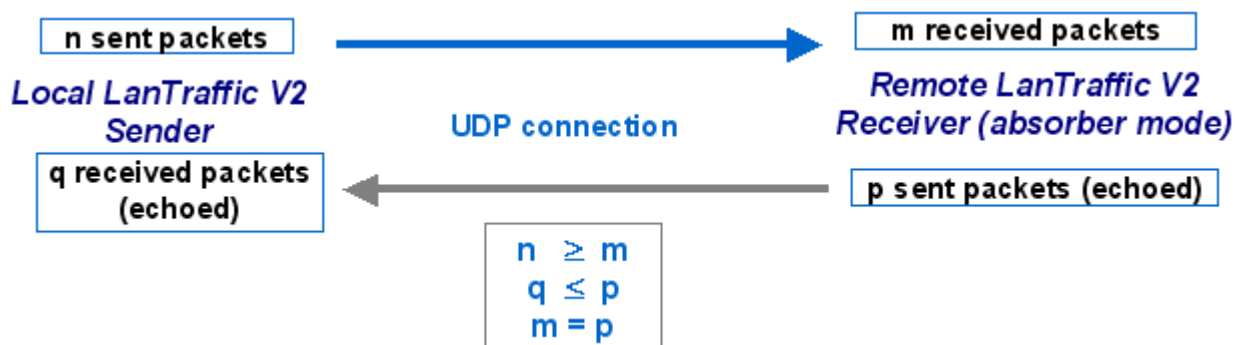 n sent packets
m received packets
Local LanTraffic V2
Sender
Remote LanTraffic V2
Receiver (absorber mode)
UDP connection
q received packets
(echoed)
p sent packets (echoed)
n ≥ m
q ≤ p
m = p